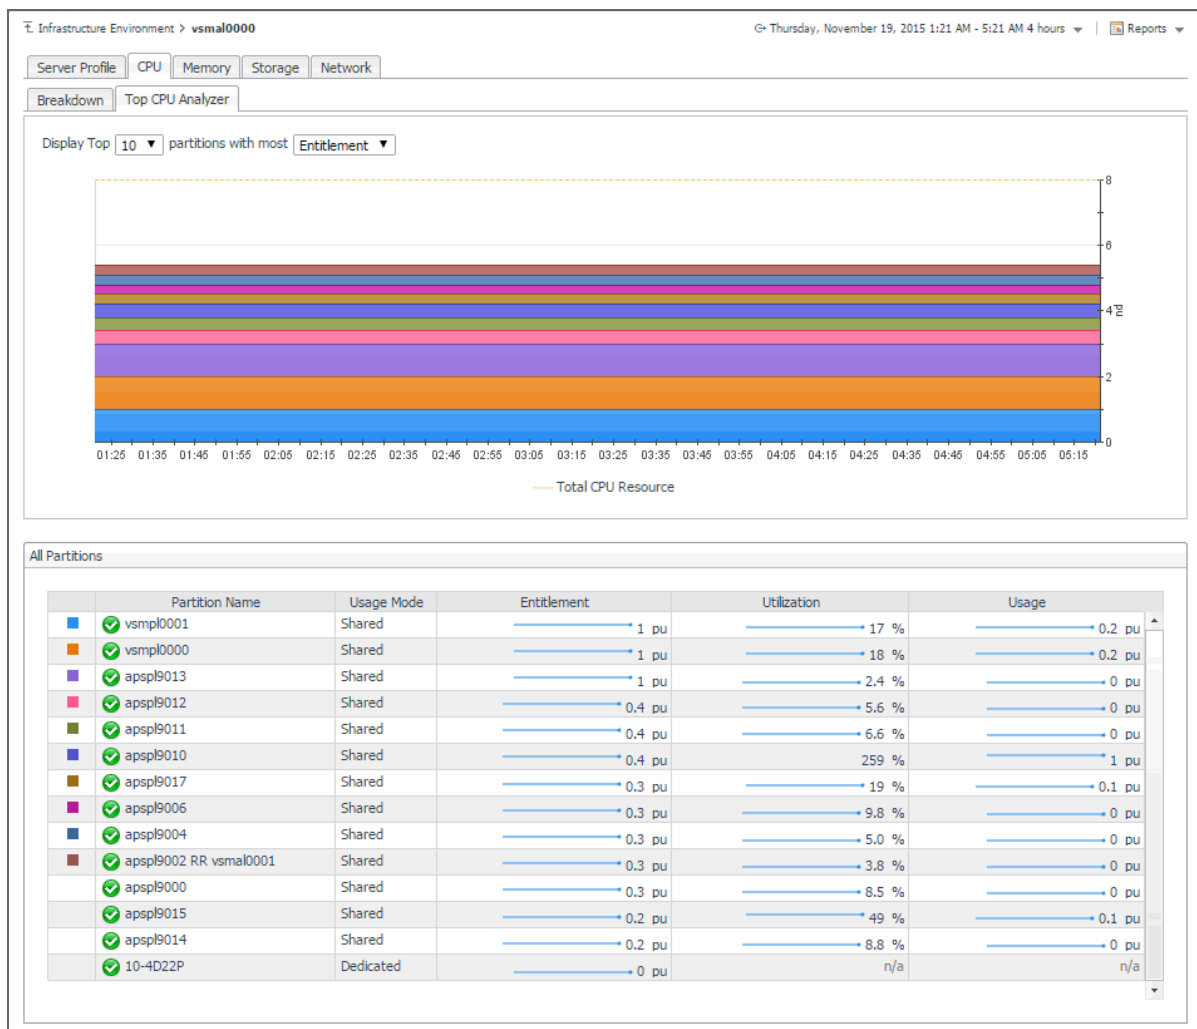 Infrastructure Environment > vsmal0000 Thursday, November 19, 2015 1:21 AM - 5:21 AM 4 hours Reports
Server Profile CPU Memory Storage Network
Breakdown Top CPU Analyzer
Display Top 10 partitions with most Entitlement
8
6
4
2
0
pu
01:25 01:35 01:45 01:55 02:05 02:15 02:25 02:35 02:45 02:55 03:05 03:15 03:25 03:35 03:45 03:55 04:05 04:15 04:25 04:35 04:45 04:55 05:05 05:15
Total CPU Resource
All Partitions
Partition Name Usage Mode Entitlement Utilization Usage
vsmpl0001 Shared 1 pu 17 % 0.2 pu
vsmpl0000 Shared 1 pu 18 % 0.2 pu
apspl9013 Shared 1 pu 2.4 % 0 pu
apspl9012 Shared 0.4 pu 5.6 % 0 pu
apspl9011 Shared 0.4 pu 6.6 % 0 pu
apspl9010 Shared 0.4 pu 259 % 1 pu
apspl9017 Shared 0.3 pu 19 % 0.1 pu
apspl9006 Shared 0.3 pu 9.8 % 0 pu
apspl9004 Shared 0.3 pu 5.0 % 0 pu
apspl9002 RR vsmal0001 Shared 0.3 pu 3.8 % 0 pu
apspl9000 Shared 0.3 pu 8.5 % 0 pu
apspl9015 Shared 0.2 pu 49 % 0.1 pu
apspl9014 Shared 0.2 pu 8.8 % 0 pu
10-4D22P Dedicated 0 pu n/a n/a